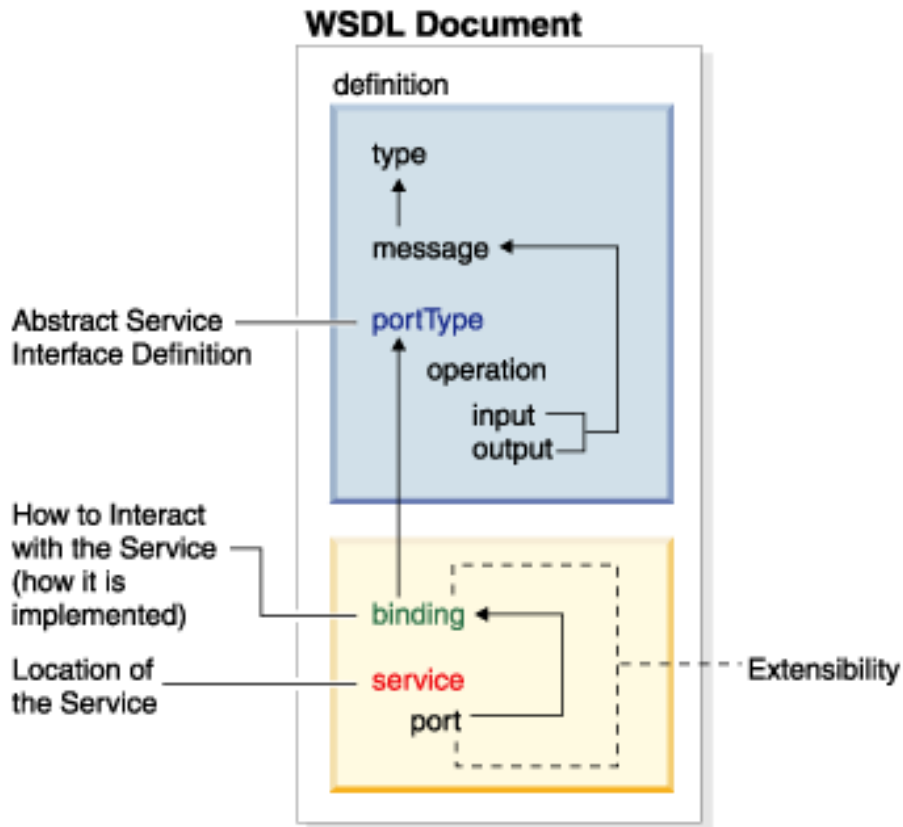 WSDL Document
definition
type
message
Abstract Service
Interface Definition
portType
operation
input
output
How to Interact
with the Service
(how it is
implemented)
binding
Location of
the Service
service
port
Extensibility